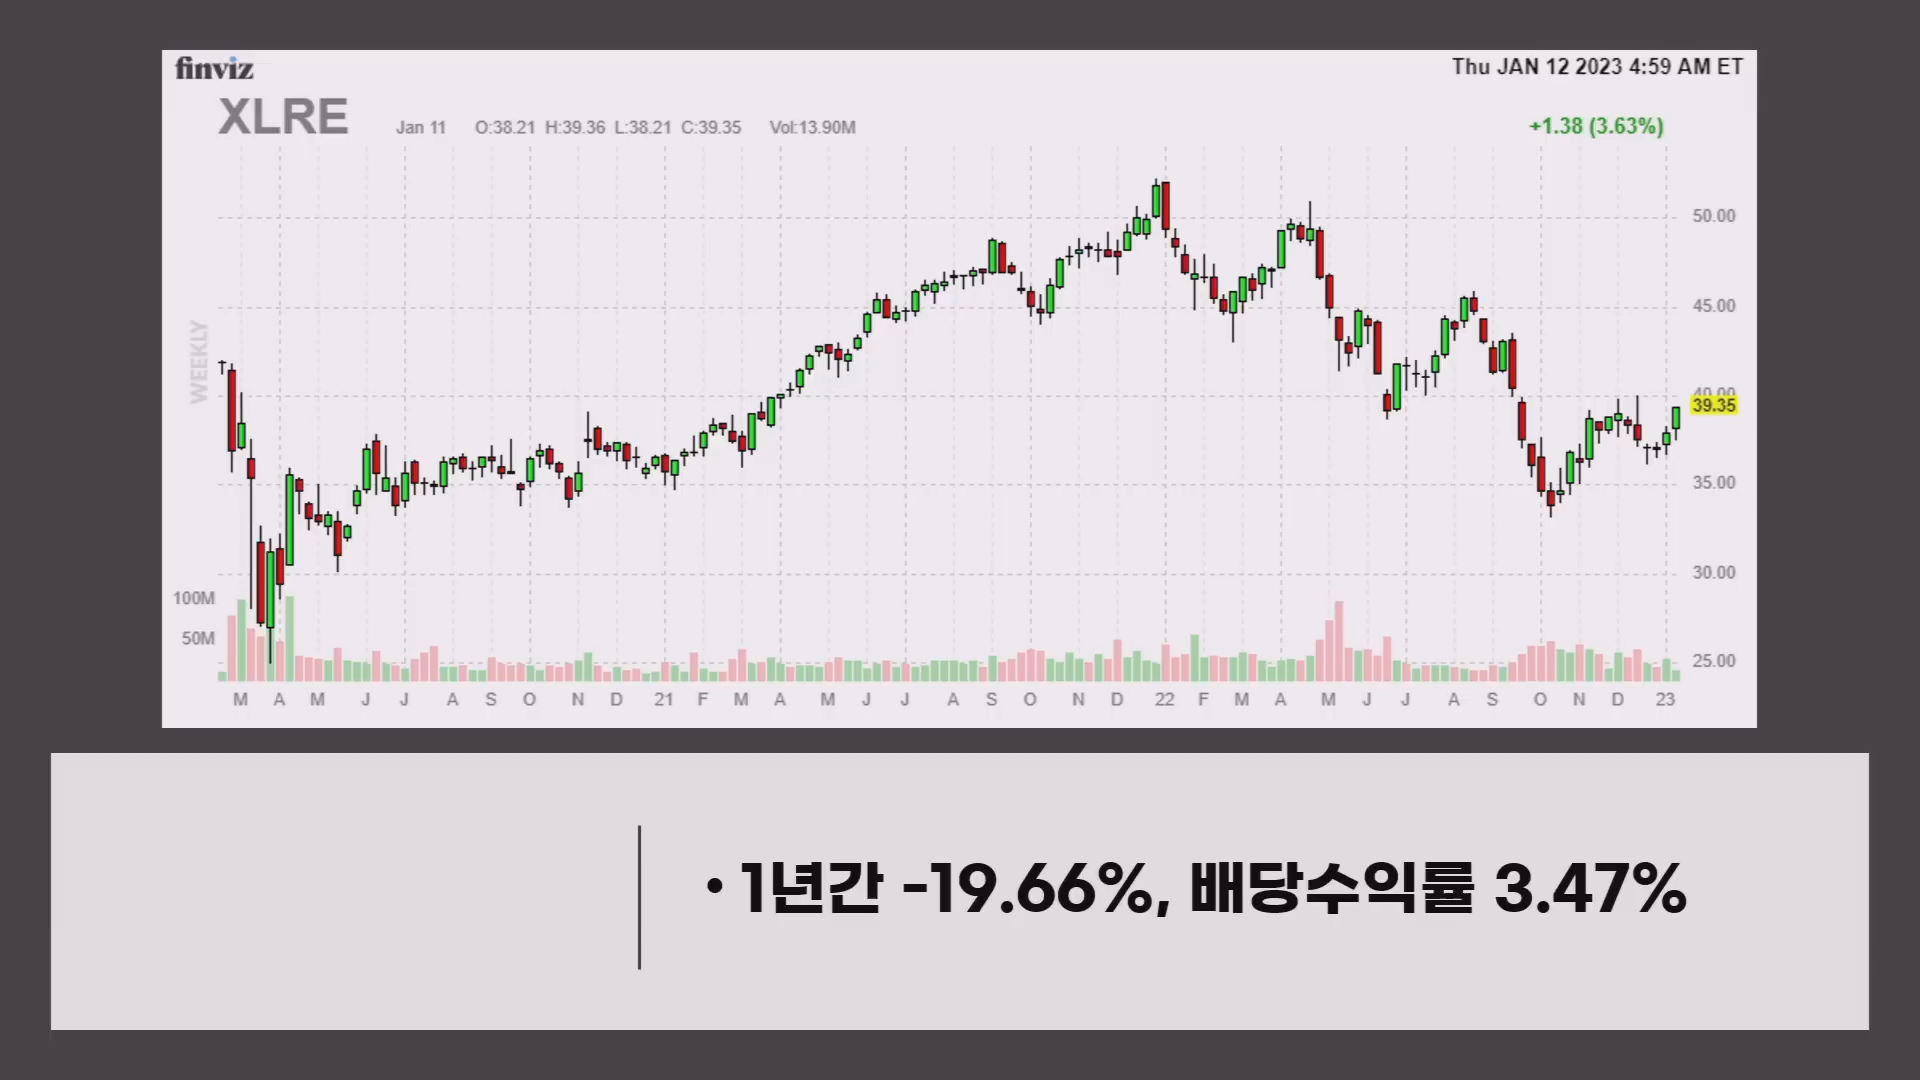 finviz
Thu JAN 12 2023 4:59 AM ET
XLRE
Jan 11 O:38.21 H:39.36 L:38.21 C:39.35 Vol:13.90M
+1.38 (3.63%)
50.00
45.00
WEEKLY
40.00
39.35
35.00
30.00
100M
50M
25.00
M A M J J A S O N D 21 F M A M J J A S O N D 22 F M A M J J A S O N D 23
• 1년간 -19.66%, 배당수익률 3.47%